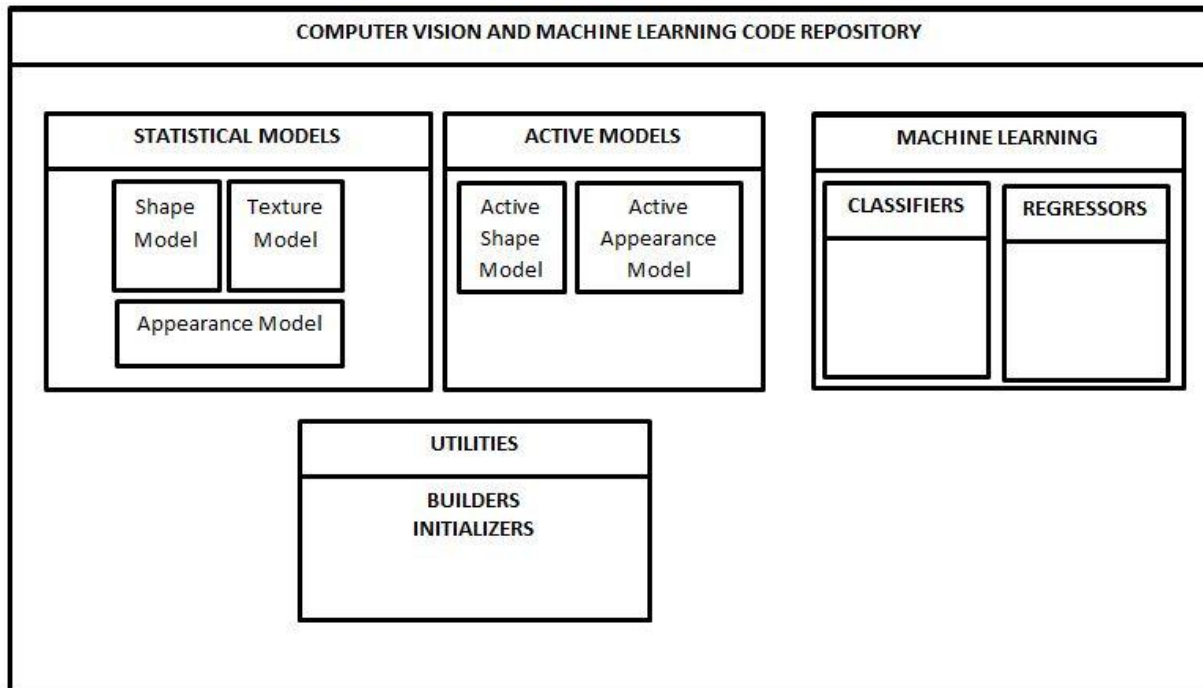 COMPUTER VISION AND MACHINE LEARNING CODE REPOSITORY
STATISTICAL MODELS
Shape
Model
Texture
Model
Appearance Model
ACTIVE MODELS
Active
Shape
Model
Active
Appearance
Model
MACHINE LEARNING
CLASSIFIERS
REGRESSORS
UTILITIES
BUILDERS
INITIALIZERS